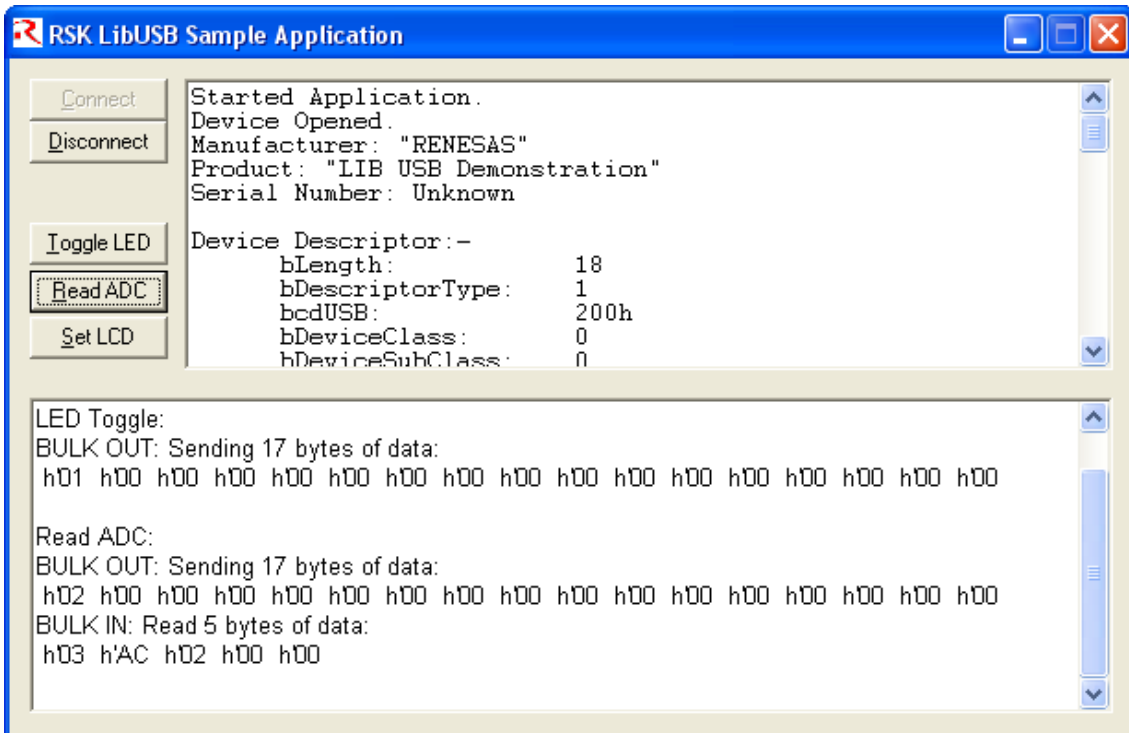 RSK LibUSB Sample Application
Connect
Disconnect
Toggle LED
Read ADC
Set LCD
Started Application.
Device Opened.
Manufacturer: "RENESAS"
Product: "LIB USB Demonstration"
Serial Number: Unknown
Device Descriptor:-
bLength: 18
bDescriptorType: 1
bcdUSB: 200h
bDeviceClass: 0
bDeviceSubClass: 0
LED Toggle:
BULK OUT: Sending 17 bytes of data:
h'01 h'00 h'00 h'00 h'00 h'00 h'00 h'00 h'00 h'00 h'00 h'00 h'00 h'00 h'00 h'00 h'00
Read ADC:
BULK OUT: Sending 17 bytes of data:
h'02 h'00 h'00 h'00 h'00 h'00 h'00 h'00 h'00 h'00 h'00 h'00 h'00 h'00 h'00 h'00 h'00
BULK IN: Read 5 bytes of data:
h'03 h'AC h'02 h'00 h'00